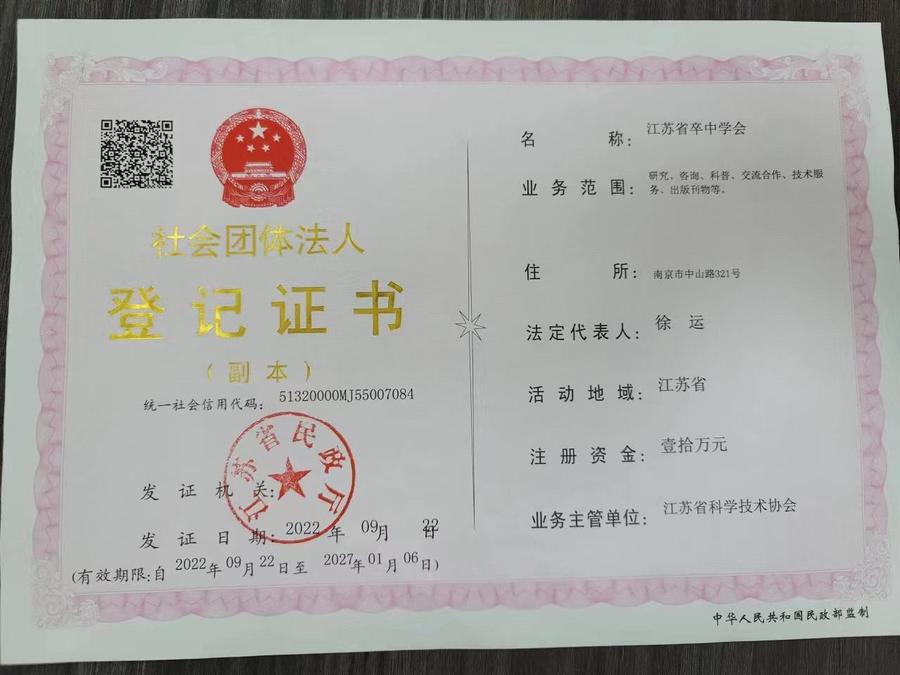 社会团体法人
登记证书
(副本)
统一社会信用代码: 51320000MJ55007084
发证机关:
江苏省民政厅
发证日期: 2022年09月22日
(有效期限:自2022年09月22日至2027年01月06日)
名称: 江苏省卒中学会
业务范围: 研究、咨询、科普、交流合作、技术服
务、出版刊物等。
住所: 南京市中山路321号
法定代表人: 徐运
活动地域: 江苏省
注册资金: 壹拾万元
业务主管单位: 江苏省科学技术协会
中华人民共和国民政部监制